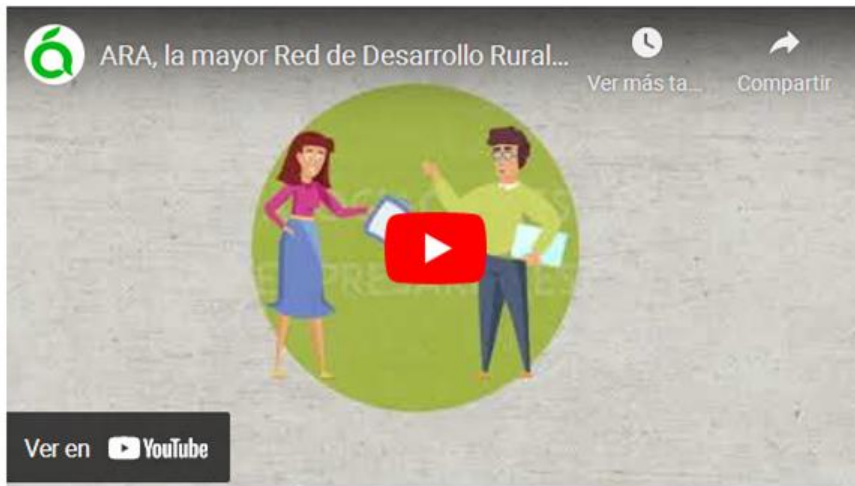 ARA, la mayor Red de Desarrollo Rural...
Ver más ta...
Compartir
Ver en YouTube